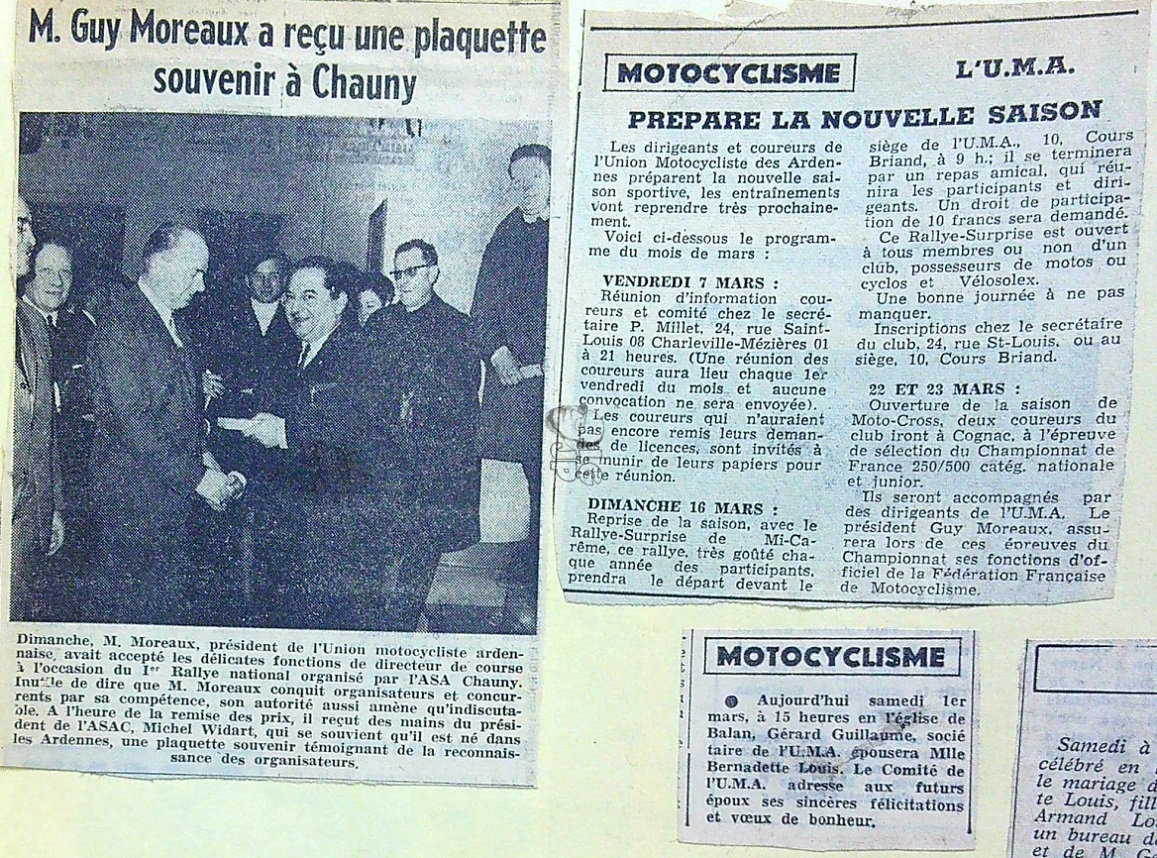 M. Guy Moreaux a reçu une plaquette
souvenir à Chauny
Dimanche, M. Moreaux, président de l'Union motocycliste arden-
naise, avait accepté les délicates fonctions de directeur de course
à l'occasion du 1er Rallye national organisé par l'ASA Chauny.
de dire que M. Moreaux conquit organisateurs et concur-
rents par sa compétence, son autorité aussi amène qu'indiscuta-
ble. A l'heure de la remise des prix, il reçut des mains du prési-
dent de l'ASAC, Michel Widart, qui se souvient qu'il est né dans
les Ardennes, une plaquette souvenir témoignant de la reconnais-
sance des organisateurs.
MOTOCYCLISME
L'U.M.A.
PREPARE LA NOUVELLE SAISON
Les dirigeants et coureurs de
l'Union Motocycliste des Arden-
nes préparent la nouvelle sai-
son sportive, les entraînements
vont reprendre très prochaine-
ment.
Voici ci-dessous le program-
me du mois de mars :
VENDREDI 7 MARS :
Réunion d'information cou-
reurs et comité chez le secré-
taire P. Millet, 24, rue Saint-
Louis 08 Charleville-Mézières 01
à 21 heures. (Une réunion des
coureurs aura lieu chaque 1er
vendredi du mois et aucune
convocation ne sera envoyée).
Les coureurs qui n'auraient
pas encore remis leurs deman-
des de licences, sont invités à
se munir de leurs papiers pour
cette réunion.
DIMANCHE 16 MARS :
Reprise de la saison, avec le
Rallye-Surprise de Mi-Ca-
rême, ce rallye, très goûté cha-
que année des participants,
prendra le départ devant le
siège de l'U.M.A., 10, Cours
Briand, à 9 h.; il se terminera
par un repas amical, qui réu-
nira les participants et diri-
geants. Un droit de participa-
tion de 10 francs sera demandé.
Ce Rallye-Surprise est ouvert
à tous membres ou non d'un
club, possesseurs de motos ou
cyclos et Vélosolex.
Une bonne journée à ne pas
manquer.
Inscriptions chez le secrétaire
du club, 24, rue St-Louis, ou au
siège, 10, Cours Briand.
22 ET 23 MARS :
Ouverture de la saison de
Moto-Cross, deux coureurs du
club iront à Cognac, à l'épreuve
de sélection du Championnat de
France 250/500 catég. nationale
et junior.
Ils seront accompagnés par
des dirigeants de l'U.M.A. Le
président Guy Moreaux, assu-
rera lors de ces épreuves du
Championnat ses fonctions d'of-
ficiel de la Fédération Française
de Motocyclisme.
MOTOCYCLISME
● Aujourd'hui samedi 1er
mars, à 15 heures en l'église de
Balan, Gérard Guillaume, socié
taire de l'U.M.A. épousera Mlle
Bernadette Louis. Le Comité de
l'U.M.A. adresse aux futurs
époux ses sincères félicitations
et vœux de bonheur.
Samedi à
célébré en
le mariage d
te Louis, fill
Armand Lo
un bureau d
et de M. G